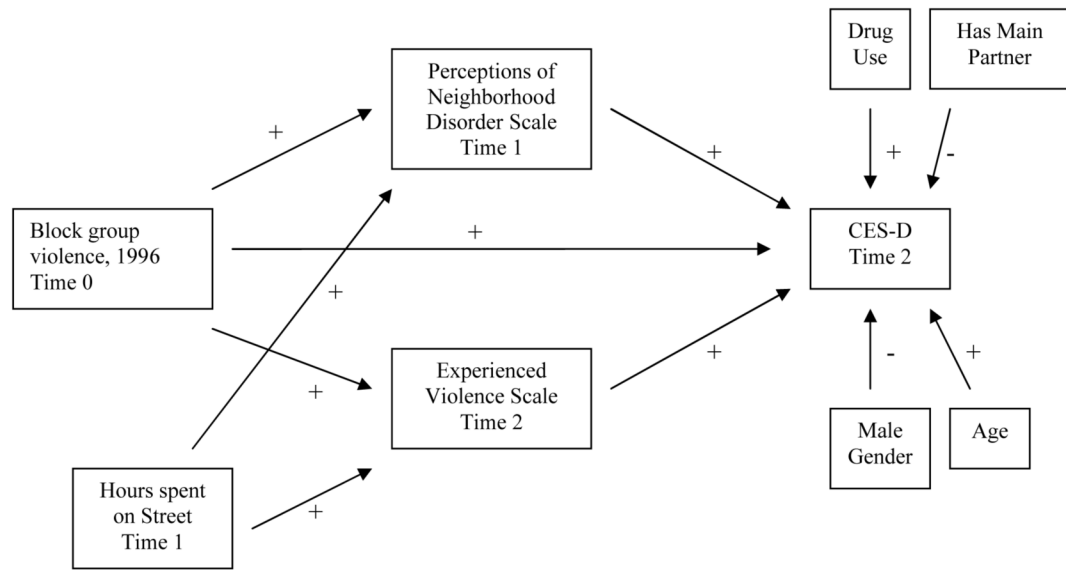 Drug
Use
Has Main
Partner
Perceptions of
Neighborhood
Disorder Scale
Time 1
+
+
+
-
Block group
violence, 1996
Time 0
+
CES-D
Time 2
+
+
+
-
+
Experienced
Violence Scale
Time 2
Male
Gender
Age
Hours spent
on Street
Time 1
+